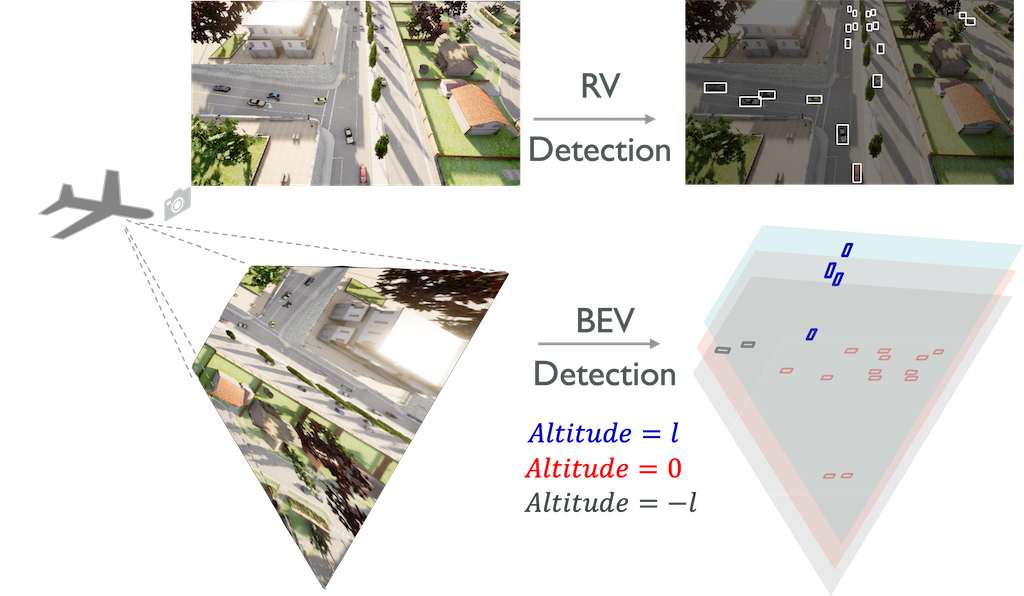 RV
Detection
BEV
Detection
Altitude = l
Altitude = 0
Altitude = −l